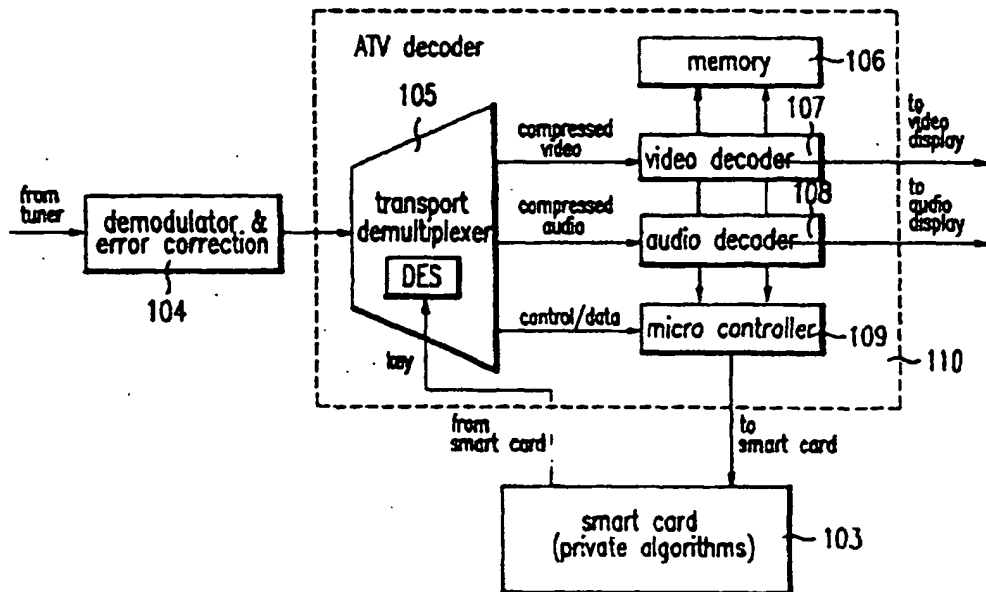 ATV decoder
memory
106
105
107
to
video
display
compressed
video
video decoder
from
tuner
demodulator &
error correction
104
transport
demultiplexer
compressed
audio
108
audio decoder
to
audio
display
DES
control/data
micro controller
109
key
110
from
smart card
to
smart card
smart card
(private algorithms)
103